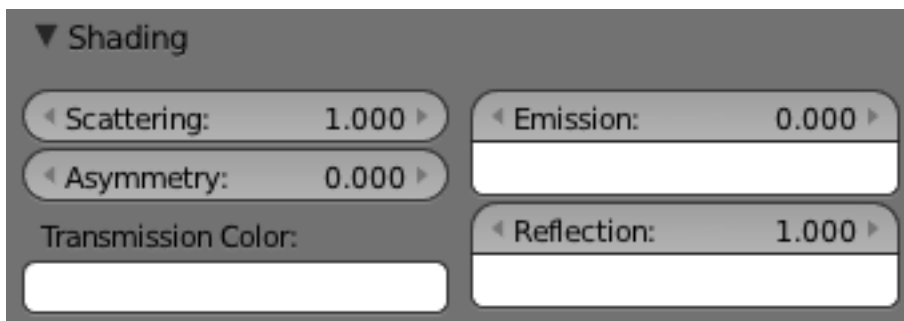 Shading
Scattering: 1.000
Asymmetry: 0.000
Transmission Color:
Emission: 0.000
Reflection: 1.000